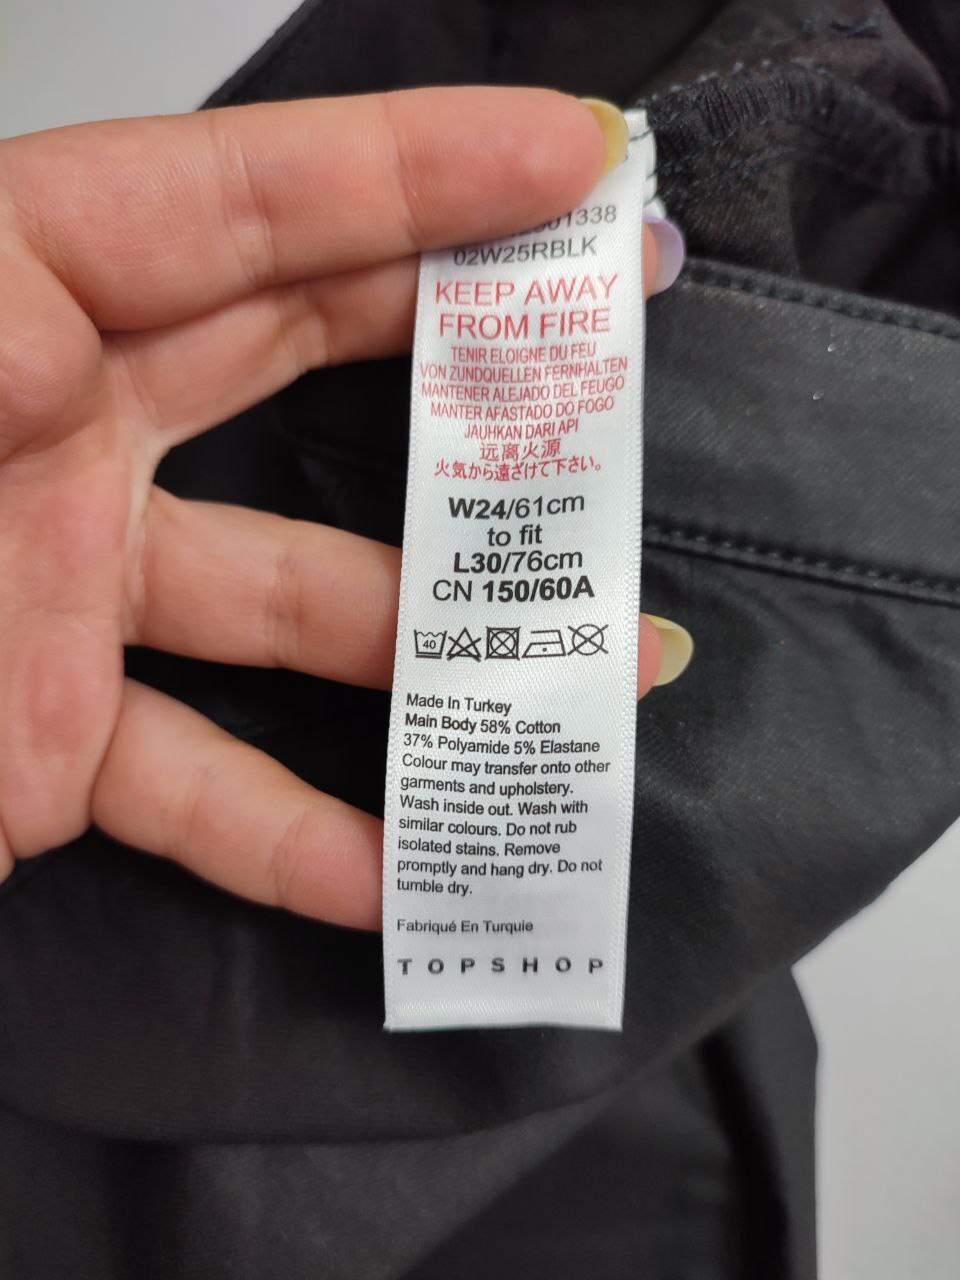 01338
02W25RBLK
KEEP AWAY
FROM FIRE
TENIR ELOIGNE DU FEU
VON ZUNDQUELLEN FERNHALTEN
MANTENER ALEJADO DEL FEUGO
MANTER AFASTADO DO FOGO
JAUHKAN DARI API
远离火源
火気から遠ざけて下さい。
W24/61cm
to fit
L30/76cm
CN 150/60A
40
Made In Turkey
Main Body 58% Cotton
37% Polyamide 5% Elastane
Colour may transfer onto other
garments and upholstery.
Wash inside out. Wash with
similar colours. Do not rub
isolated stains. Remove
promptly and hang dry. Do not
tumble dry.
Fabriqué En Turquie
TOPSHOP